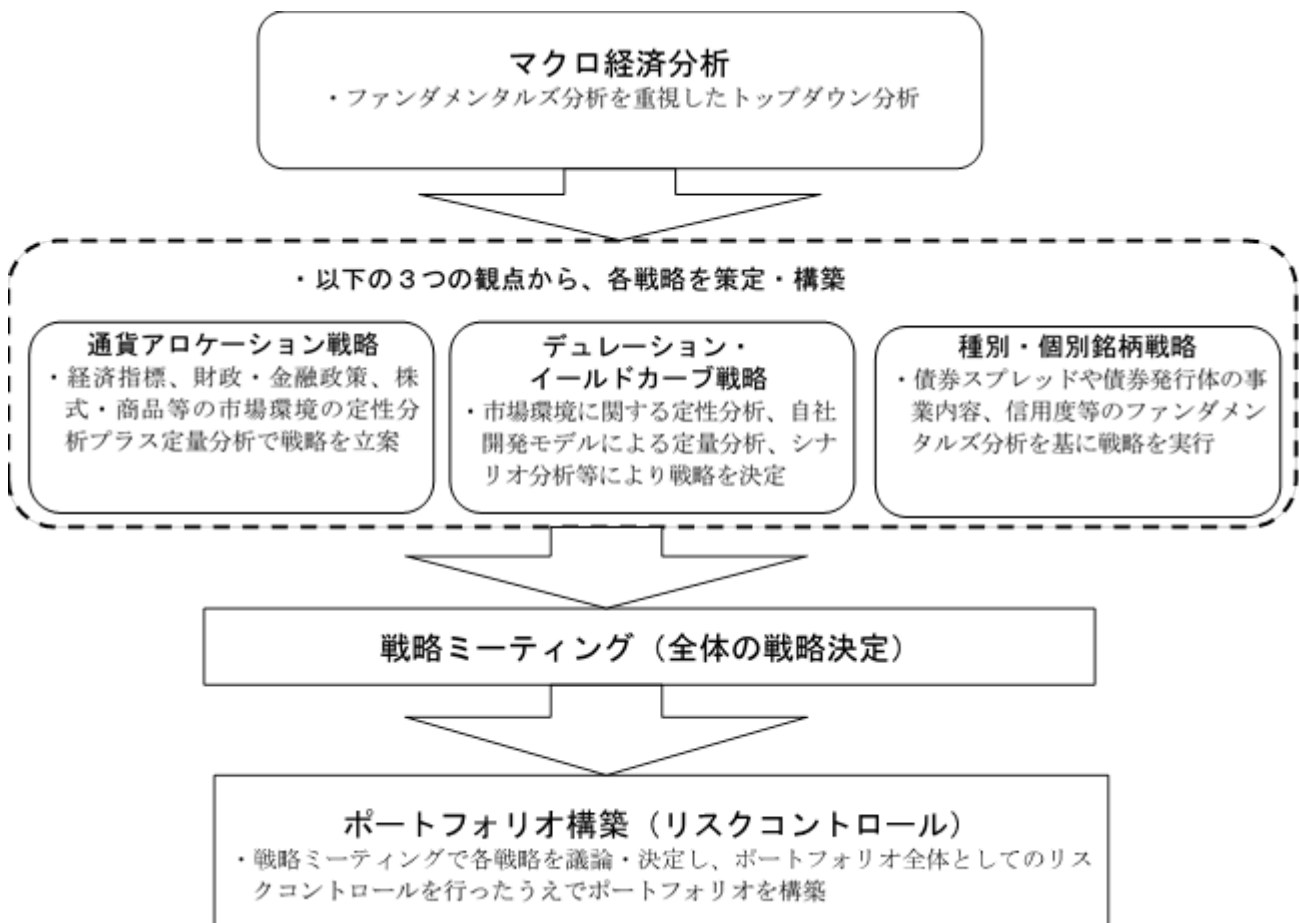 マクロ経済分析
・ファンダメンタルズ分析を重視したトップダウン分析
・以下の３つの観点から、各戦略を策定・構築
通貨アロケーション戦略
・経済指標、財政・金融政策、株
式・商品等の市場環境の定性分
析プラス定量分析で戦略を立案
デュレーション・
イールドカーブ戦略
・市場環境に関する定性分析、自社
開発モデルによる定量分析、シナ
リオ分析等により戦略を決定
種別・個別銘柄戦略
・債券スプレッドや債券発行体の事
業内容、信用度等のファンダメン
タルズ分析を基に戦略を実行
戦略ミーティング（全体の戦略決定）
ポートフォリオ構築（リスクコントロール）
・戦略ミーティングで各戦略を議論・決定し、ポートフォリオ全体としてのリス
クコントロールを行ったうえでポートフォリオを構築